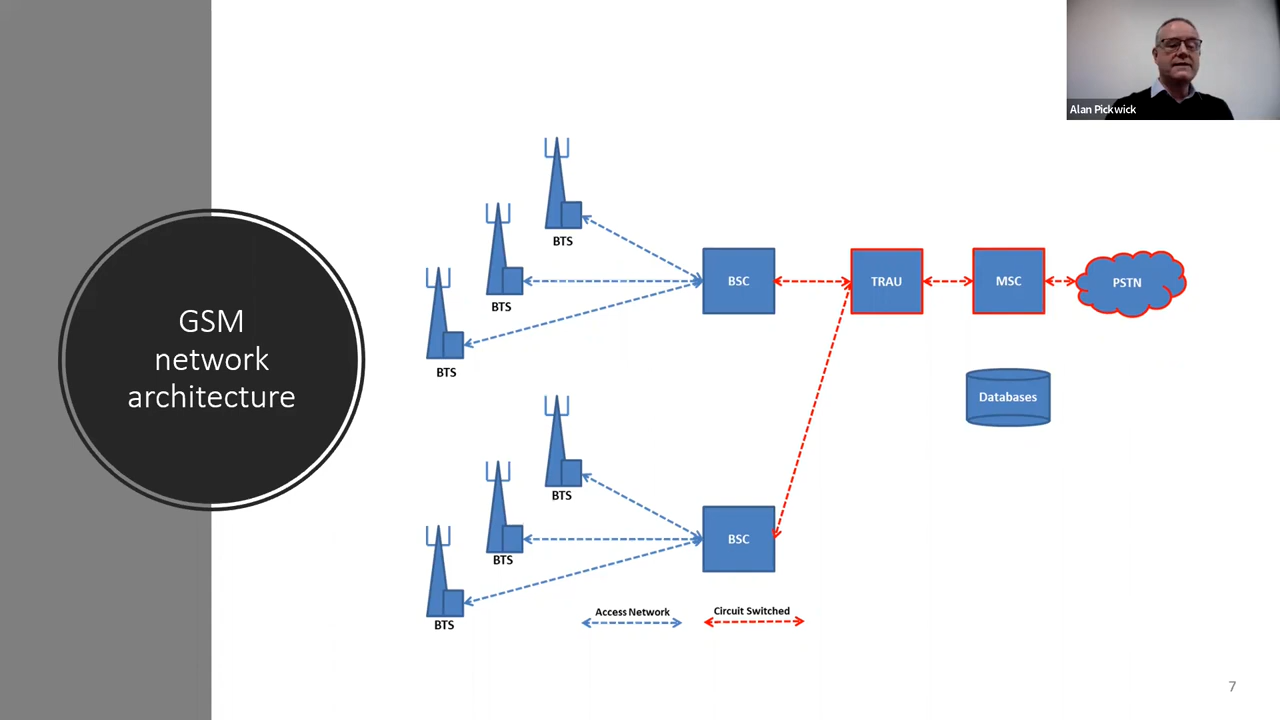 Alan Pickwick
GSM
network
architecture
BTS
BTS
BTS
BSC
TRAU
MSC
PSTN
Databases
BTS
BTS
BTS
BSC
Access Network
Circuit Switched
7